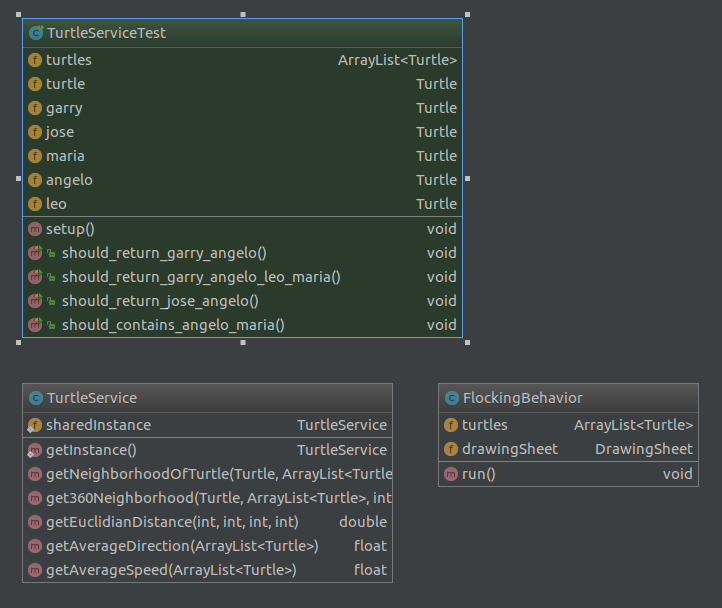 TurtleServiceTest
turtles ArrayList<Turtle>
turtle Turtle
garry Turtle
jose Turtle
maria Turtle
angelo Turtle
leo Turtle
setup() void
should_return_garry_angelo() void
should_return_garry_angelo_leo_maria() void
should_return_jose_angelo() void
should_contains_angelo_maria() void
TurtleService
sharedInstance TurtleService
getInstance() TurtleService
getNeighborhoodOfTurtle(Turtle, ArrayList<Turtle
get360Neighborhood(Turtle, ArrayList<Turtle>, int
getEuclidianDistance(int, int, int, int) double
getAverageDirection(ArrayList<Turtle>) float
getAverageSpeed(ArrayList<Turtle>) float
FlockingBehavior
turtles ArrayList<Turtle>
drawingSheet DrawingSheet
run() void